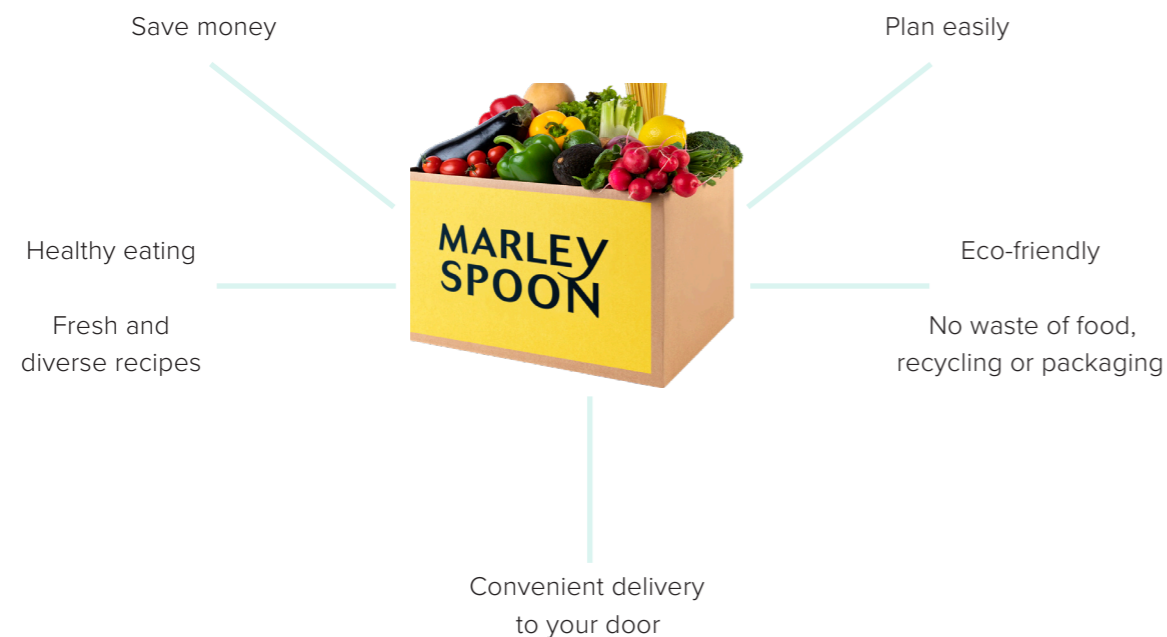 Save money
Plan easily
MARLEY
SPOON
Healthy eating
Fresh and
diverse recipes
Eco-friendly
No waste of food,
recycling or packaging
Convenient delivery
to your door